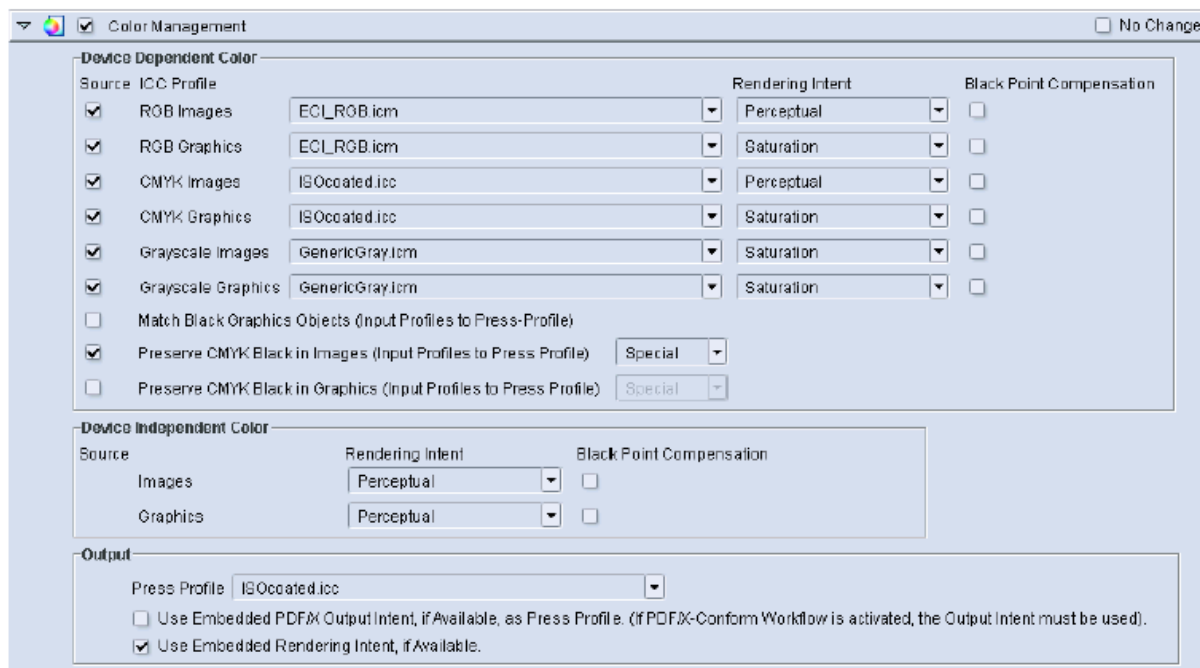 Color Management No Change
Device Dependent Color
Source ICC Profile Rendering Intent Black Point Compensation
RGB Images ECI_RGB.icm Perceptual
RGB Graphics ECI_RGB.icm Saturation
CMYK Images ISOcoated.icc Perceptual
CMYK Graphics ISOcoated.icc Saturation
Grayscale Images GenericGray.icm Saturation
Grayscale Graphics GenericGray.icm Saturation
Match Black Graphics Objects (Input Profiles to Press-Profile)
Preserve CMYK Black in Images (Input Profiles to Press Profile) Special
Preserve CMYK Black in Graphics (Input Profiles to Press Profile) Special
Device Independent Color
Source Rendering Intent Black Point Compensation
Images Perceptual
Graphics Perceptual
Output
Press Profile ISOcoated.icc
Use Embedded PDF/X Output Intent, if Available, as Press Profile. (If PDF/X-Conform Workflow is activated, the Output Intent must be used).
Use Embedded Rendering Intent, if Available.